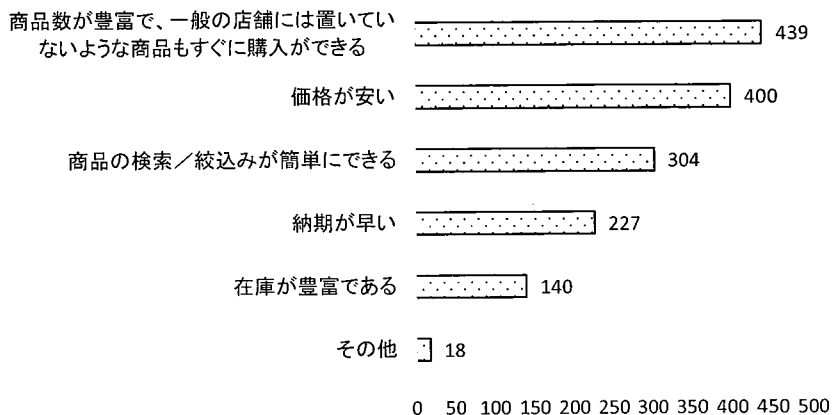 商品数が豊富で、一般の店舗には置いてい
ないような商品もすぐに購入ができる
439
価格が安い
400
商品の検索／絞込みが簡単にできる
304
納期が早い
227
在庫が豊富である
140
その他
18
0 50 100 150 200 250 300 350 400 450 500